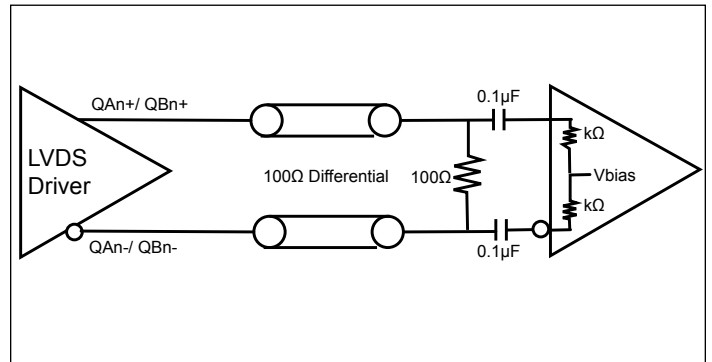 0.1µF
QAn+/ QBn+
kΩ
LVDS
Driver
100Ω Differential
100Ω
Vbias
kΩ
QAn-/ QBn-
0.1µF